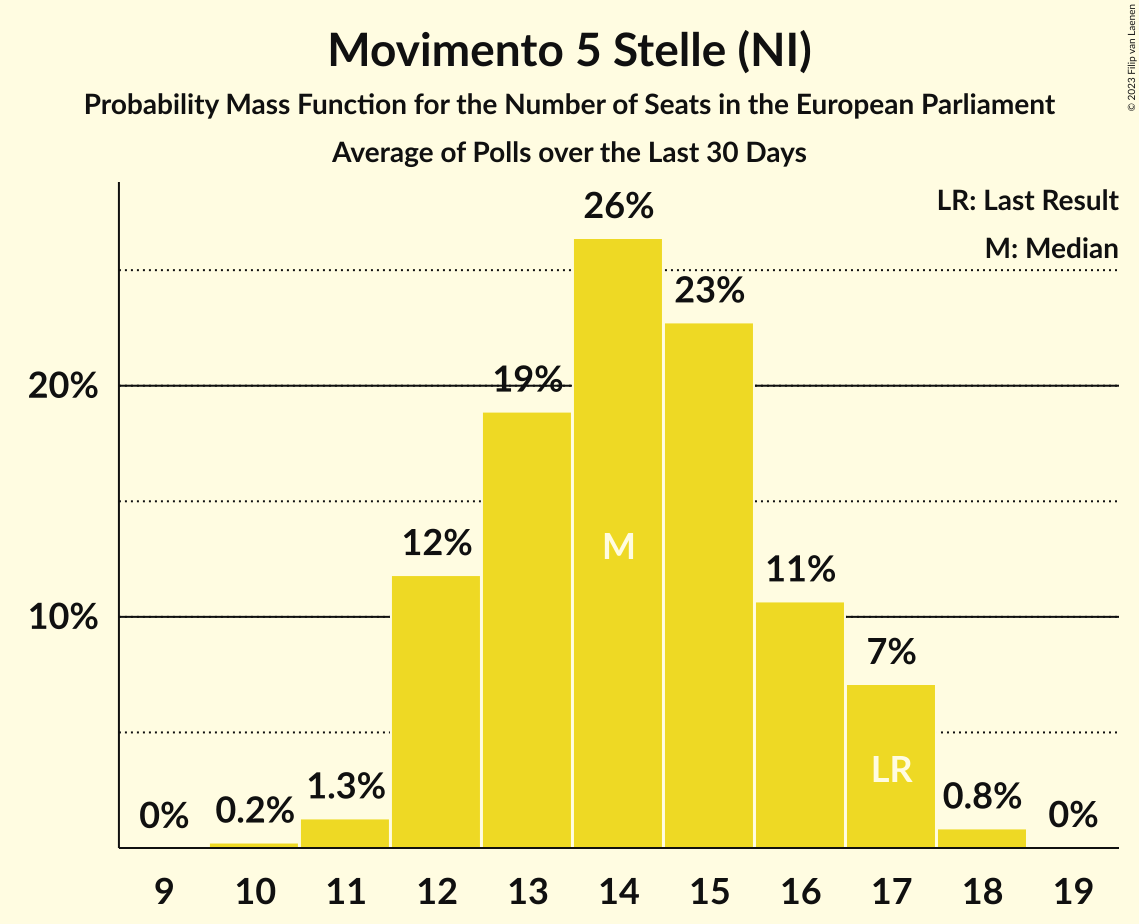 Movimento 5 Stelle (NI)
Probability Mass Function for the Number of Seats in the European Parliament
Average of Polls over the Last 30 Days
© 2023 Filip van Laenen
LR: Last Result
M: Median
26%
23%
20%
19%
12%
M
11%
10%
7%
LR
1.3%
0.8%
0.2%
0%
0%
9 10 11 12 13 14 15 16 17 18 19